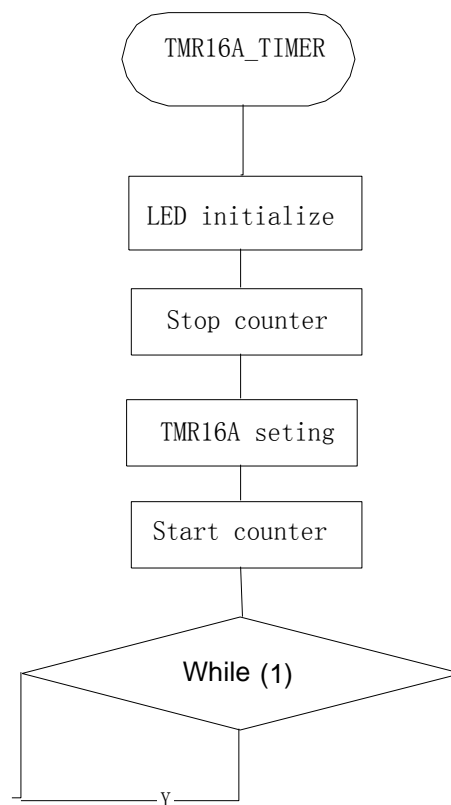 TMR16A_TIMER
LED initialize
Stop counter
TMR16A seting
Start counter
While (1)
Y